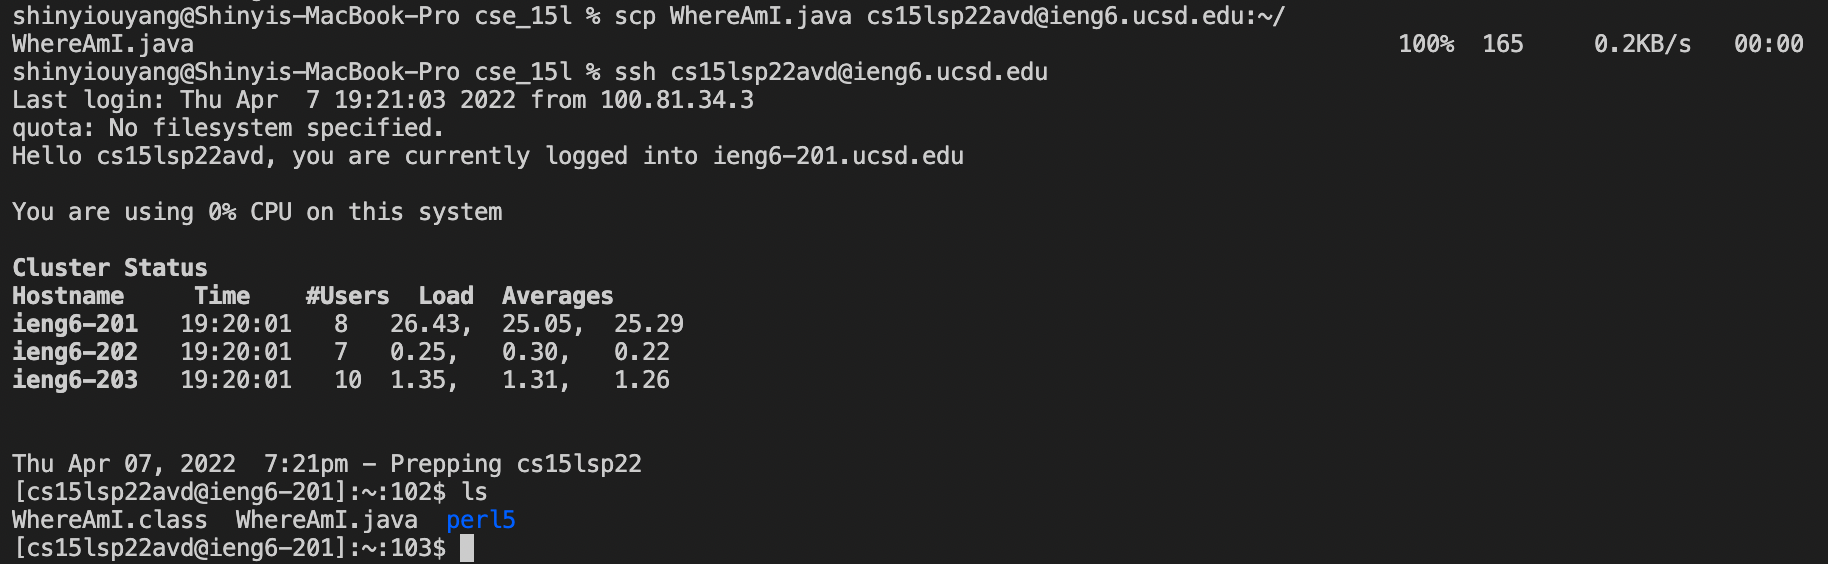 shinyiouyang@Shinyis-MacBook-Pro cse_15l % scp WhereAmI.java cs15lsp22avd@ieng6.ucsd.edu:~/
WhereAmI.java 100% 165 0.2KB/s 00:00
shinyiouyang@Shinyis-MacBook-Pro cse_15l % ssh cs15lsp22avd@ieng6.ucsd.edu
Last login: Thu Apr  7 19:21:03 2022 from 100.81.34.3
quota: No filesystem specified.
Hello cs15lsp22avd, you are currently logged into ieng6-201.ucsd.edu
You are using 0% CPU on this system
Cluster Status
Hostname     Time    #Users  Load  Averages
ieng6-201   19:20:01   8   26.43,  25.05,  25.29
ieng6-202   19:20:01   7   0.25,   0.30,   0.22
ieng6-203   19:20:01   10  1.35,   1.31,   1.26
Thu Apr 07, 2022  7:21pm - Prepping cs15lsp22
[cs15lsp22avd@ieng6-201]:~:102$ ls
WhereAmI.class  WhereAmI.java  perl5
[cs15lsp22avd@ieng6-201]:~:103$